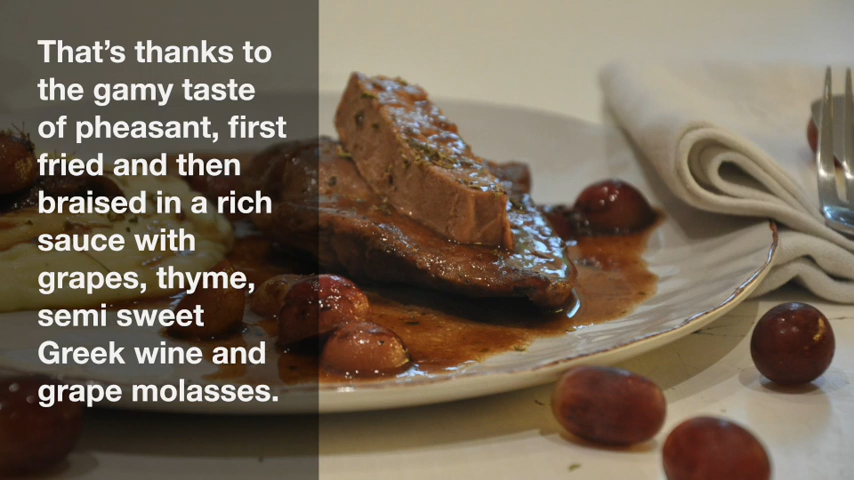 That’s thanks to
the gamy taste
of pheasant, first
fried and then
braised in a rich
sauce with
grapes, thyme,
semi sweet
Greek wine and
grape molasses.